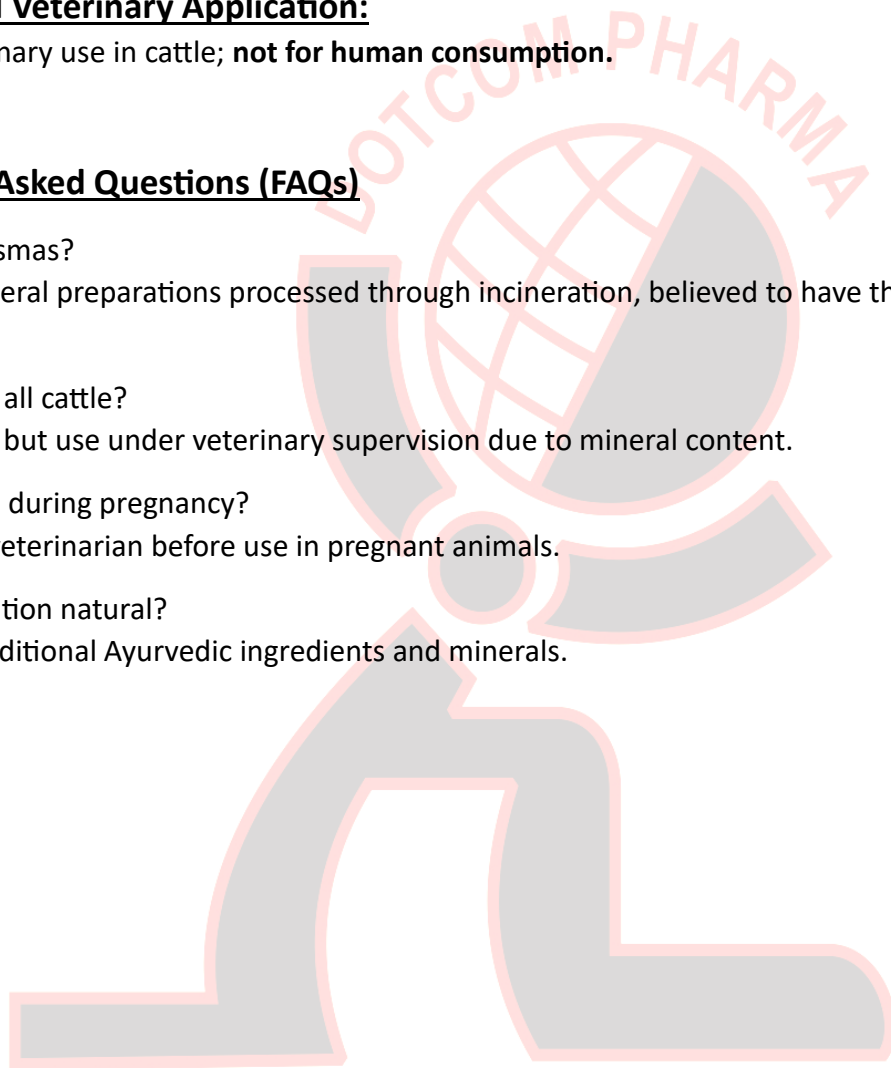 Veterinary Application:
nary use in cattle; not for human consumption.
DOTCOM PHARMA
Asked Questions (FAQs)
smas?
eral preparations processed through incineration, believed to have th
all cattle?
but use under veterinary supervision due to mineral content.
during pregnancy?
eterinarian before use in pregnant animals.
tion natural?
ditional Ayurvedic ingredients and minerals.